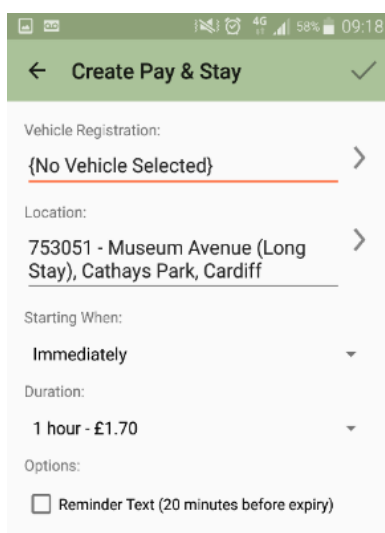 4G 58% 09:18
Create Pay & Stay
Vehicle Registration:
{No Vehicle Selected}
Location:
753051 - Museum Avenue (Long
Stay), Cathays Park, Cardiff
Starting When:
Immediately
Duration:
1 hour - £1.70
Options:
Reminder Text (20 minutes before expiry)